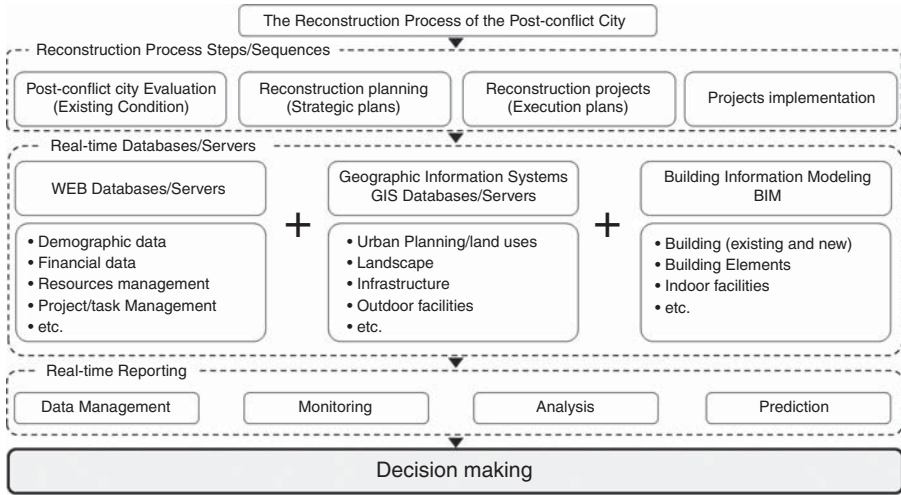 The Reconstruction Process of the Post-conflict City
Reconstruction Process Steps/Sequences
Post-conflict city Evaluation
(Existing Condition)
Reconstruction planning
(Strategic plans)
Reconstruction projects
(Execution plans)
Projects implementation
Real-time Databases/Servers
WEB Databases/Servers
Geographic Information Systems
GIS Databases/Servers
Building Information Modeling
BIM
+
+
• Demographic data
• Financial data
• Resources management
• Project/task Management
• etc.
• Urban Planning/land uses
• Landscape
• Infrastructure
• Outdoor facilities
• etc.
• Building (existing and new)
• Building Elements
• Indoor facilities
• etc.
Real-time Reporting
Data Management
Monitoring
Analysis
Prediction
Decision making